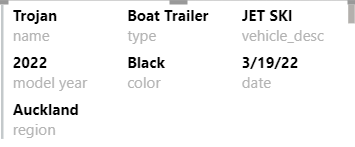 Trojan Boat Trailer JET SKI
name type vehicle_desc
2022 Black 3/19/22
model year color date
Auckland
region